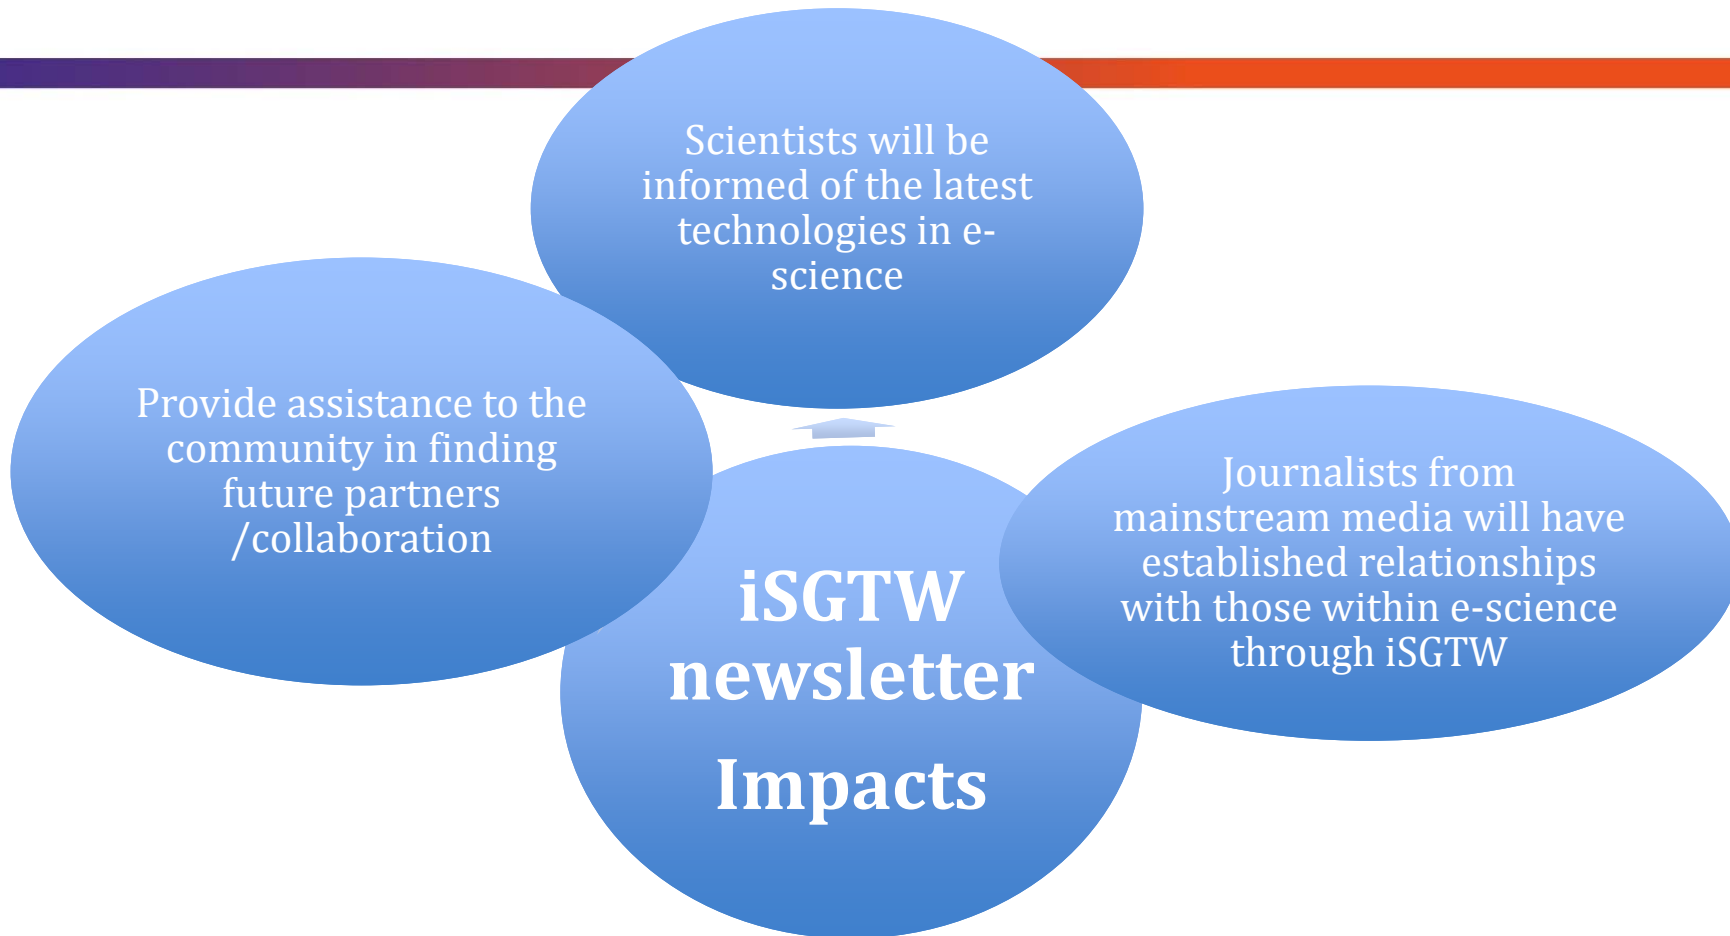 Scientists will be
informed of the latest
technologies in e-
science
Provide assistance to the
community in finding
future partners
/collaboration
Journalists from
mainstream media will have
established relationships
with those within e-science
through iSGTW
iSGTW
newsletter
Impacts